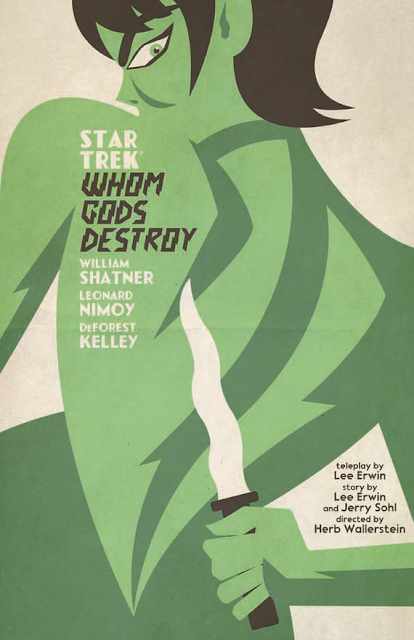 STAR
TREK
WHOM
GODS
DESTROY
WILLIAM
SHATNER
LEONARD
NIMOY
DeFOREST
KELLEY
teleplay by
Lee Erwin
story by
Lee Erwin
and Jerry Sohl
directed by
Herb Wallerstein